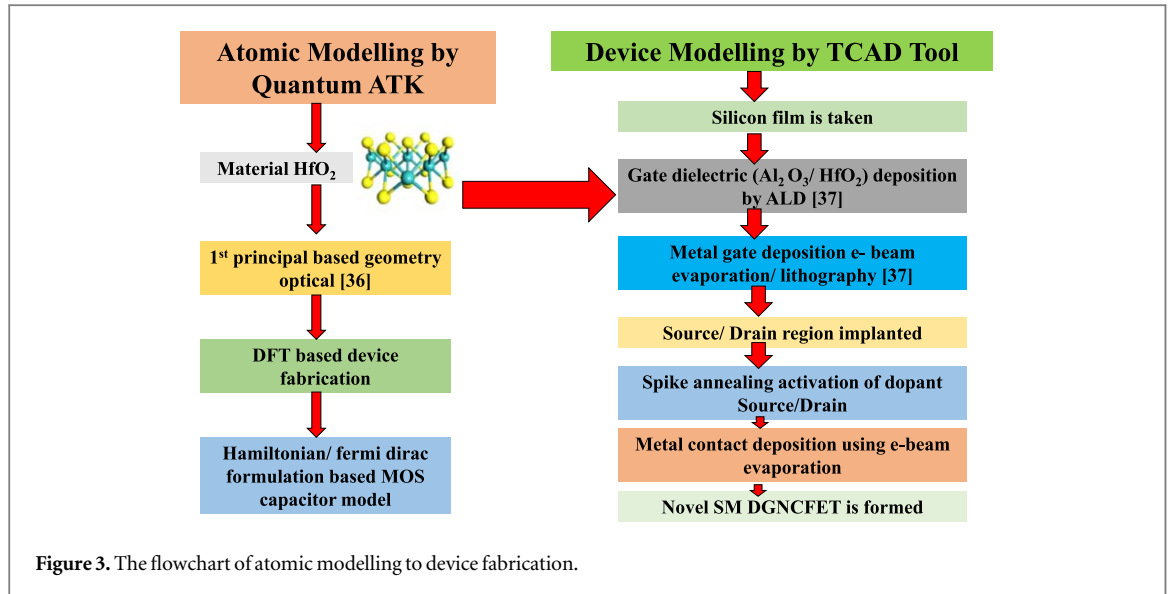 Atomic Modelling by
Quantum ATK
Material HfO₂
1st principal based geometry
optical [36]
DFT based device
fabrication
Hamiltonian/ fermi dirac
formulation based MOS
capacitor model
Device Modelling by TCAD Tool
Silicon film is taken
Gate dielectric (Al₂ O₃/ HfO₂) deposition
by ALD [37]
Metal gate deposition e- beam
evaporation/ lithography [37]
Source/ Drain region implanted
Spike annealing activation of dopant
Source/Drain
Metal contact deposition using e-beam
evaporation
Novel SM DGNCFET is formed
Figure 3. The flowchart of atomic modelling to device fabrication.